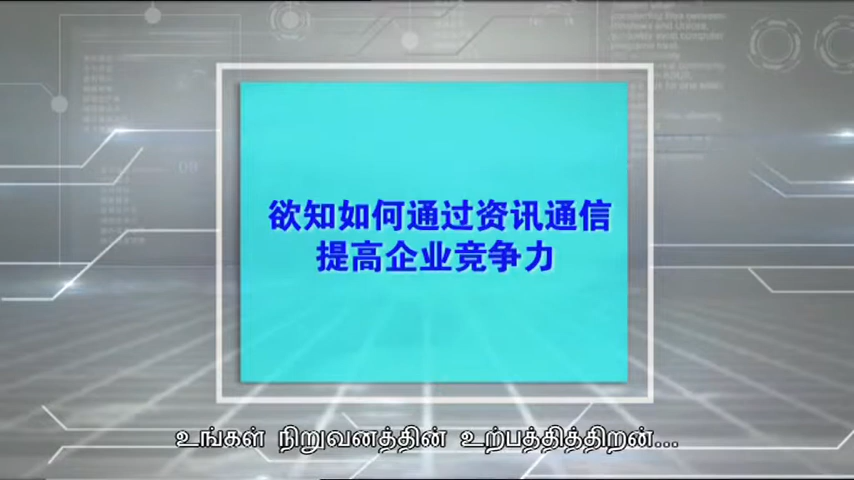 欲知如何通过资讯通信
提高企业竞争力
உங்கள் நிறுவனத்தின் உற்பத்தித்திறன்...